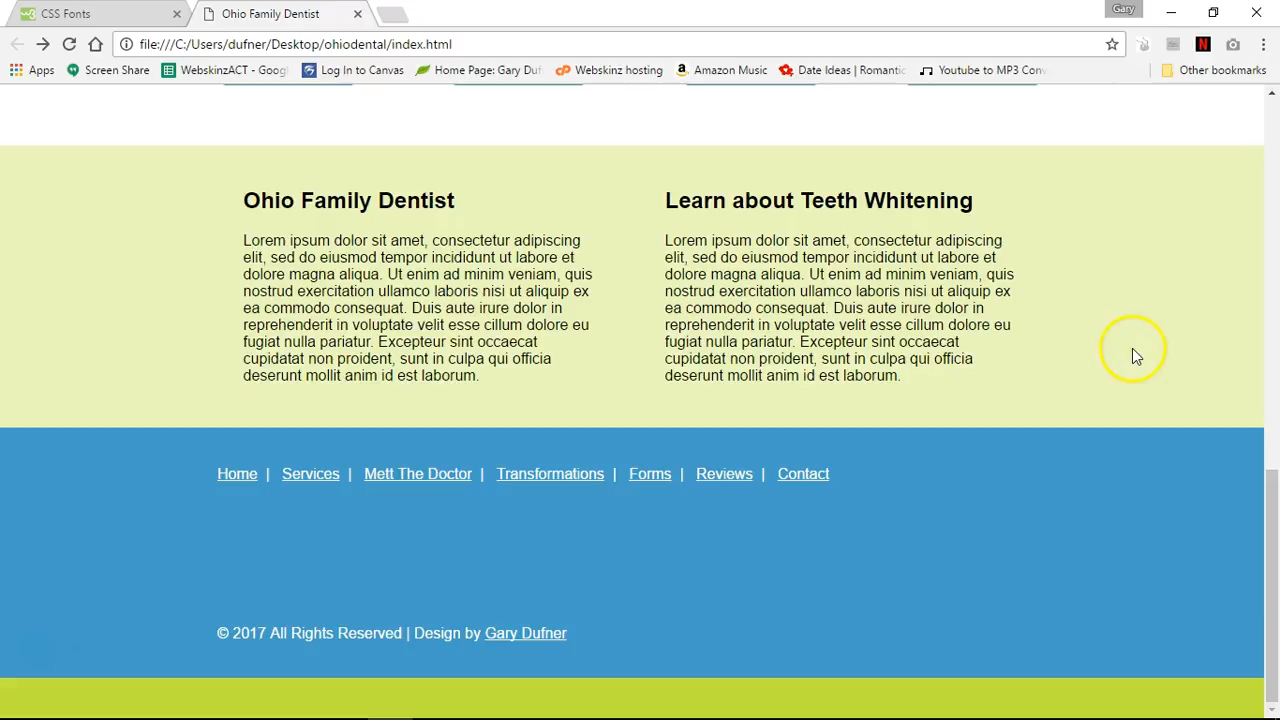 CSS Fonts
Ohio Family Dentist
Gary
file:///C:/Users/dufner/Desktop/ohiodental/index.html
Apps
Screen Share
WebskinzACT - Goog
Log In to Canvas
Home Page: Gary Duf
Webskinz hosting
Amazon Music
Date Ideas | Romantic
Youtube to MP3 Conv
Other bookmarks
Ohio Family Dentist
Lorem ipsum dolor sit amet, consectetur adipiscing
elit, sed do eiusmod tempor incididunt ut labore et
dolore magna aliqua. Ut enim ad minim veniam, quis
nostrud exercitation ullamco laboris nisi ut aliquip ex
ea commodo consequat. Duis aute irure dolor in
reprehenderit in voluptate velit esse cillum dolore eu
fugiat nulla pariatur. Excepteur sint occaecat
cupidatat non proident, sunt in culpa qui officia
deserunt mollit anim id est laborum.
Learn about Teeth Whitening
Lorem ipsum dolor sit amet, consectetur adipiscing
elit, sed do eiusmod tempor incididunt ut labore et
dolore magna aliqua. Ut enim ad minim veniam, quis
nostrud exercitation ullamco laboris nisi ut aliquip ex
ea commodo consequat. Duis aute irure dolor in
reprehenderit in voluptate velit esse cillum dolore eu
fugiat nulla pariatur. Excepteur sint occaecat
cupidatat non proident, sunt in culpa qui officia
deserunt mollit anim id est laborum.
Home | Services | Mett The Doctor | Transformations | Forms | Reviews | Contact
© 2017 All Rights Reserved | Design by Gary Dufner